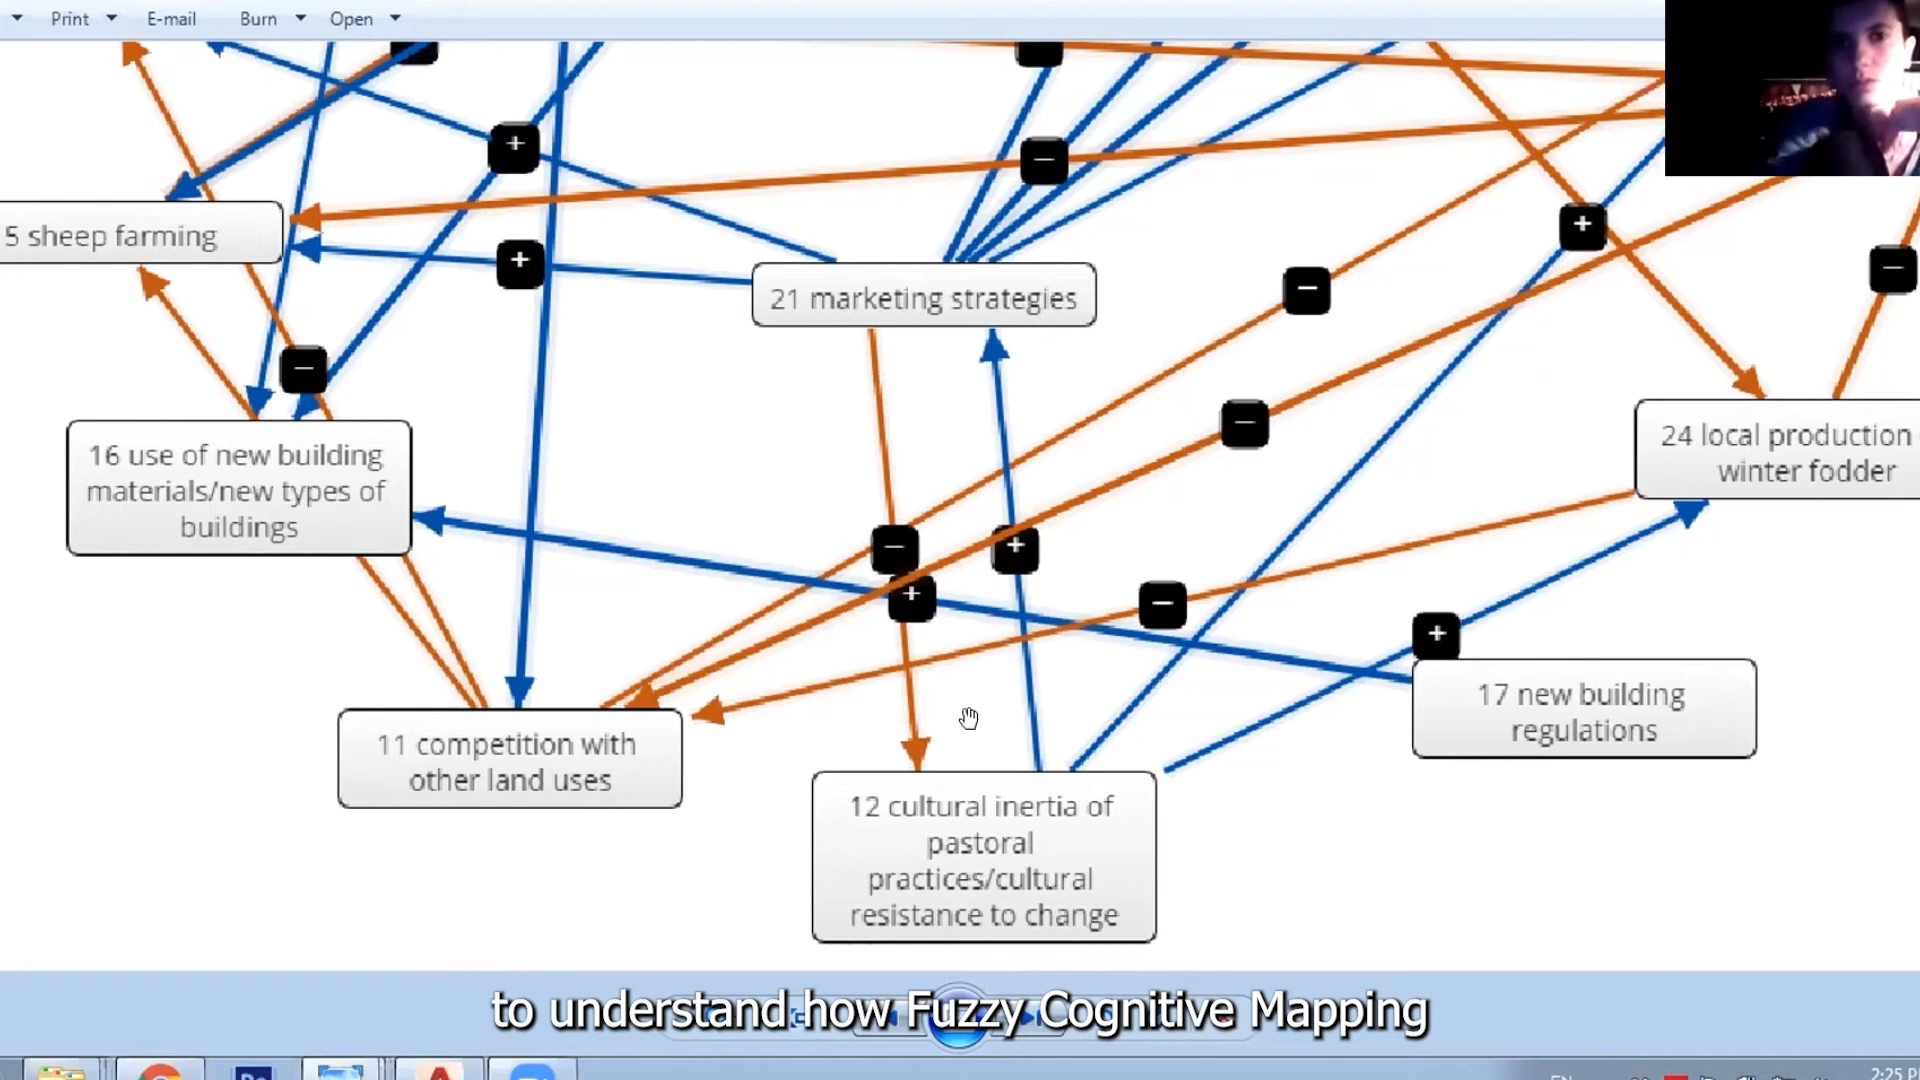 Print
E-mail
Burn
Open
+
−
5 sheep farming
+
21 marketing strategies
+
−
−
−
16 use of new building
materials/new types of
buildings
−
24 local production
winter fodder
−
+
+
−
+
17 new building
regulations
11 competition with
other land uses
12 cultural inertia of
pastoral
practices/cultural
resistance to change
to understand how Fuzzy Cognitive Mapping
2:25 P